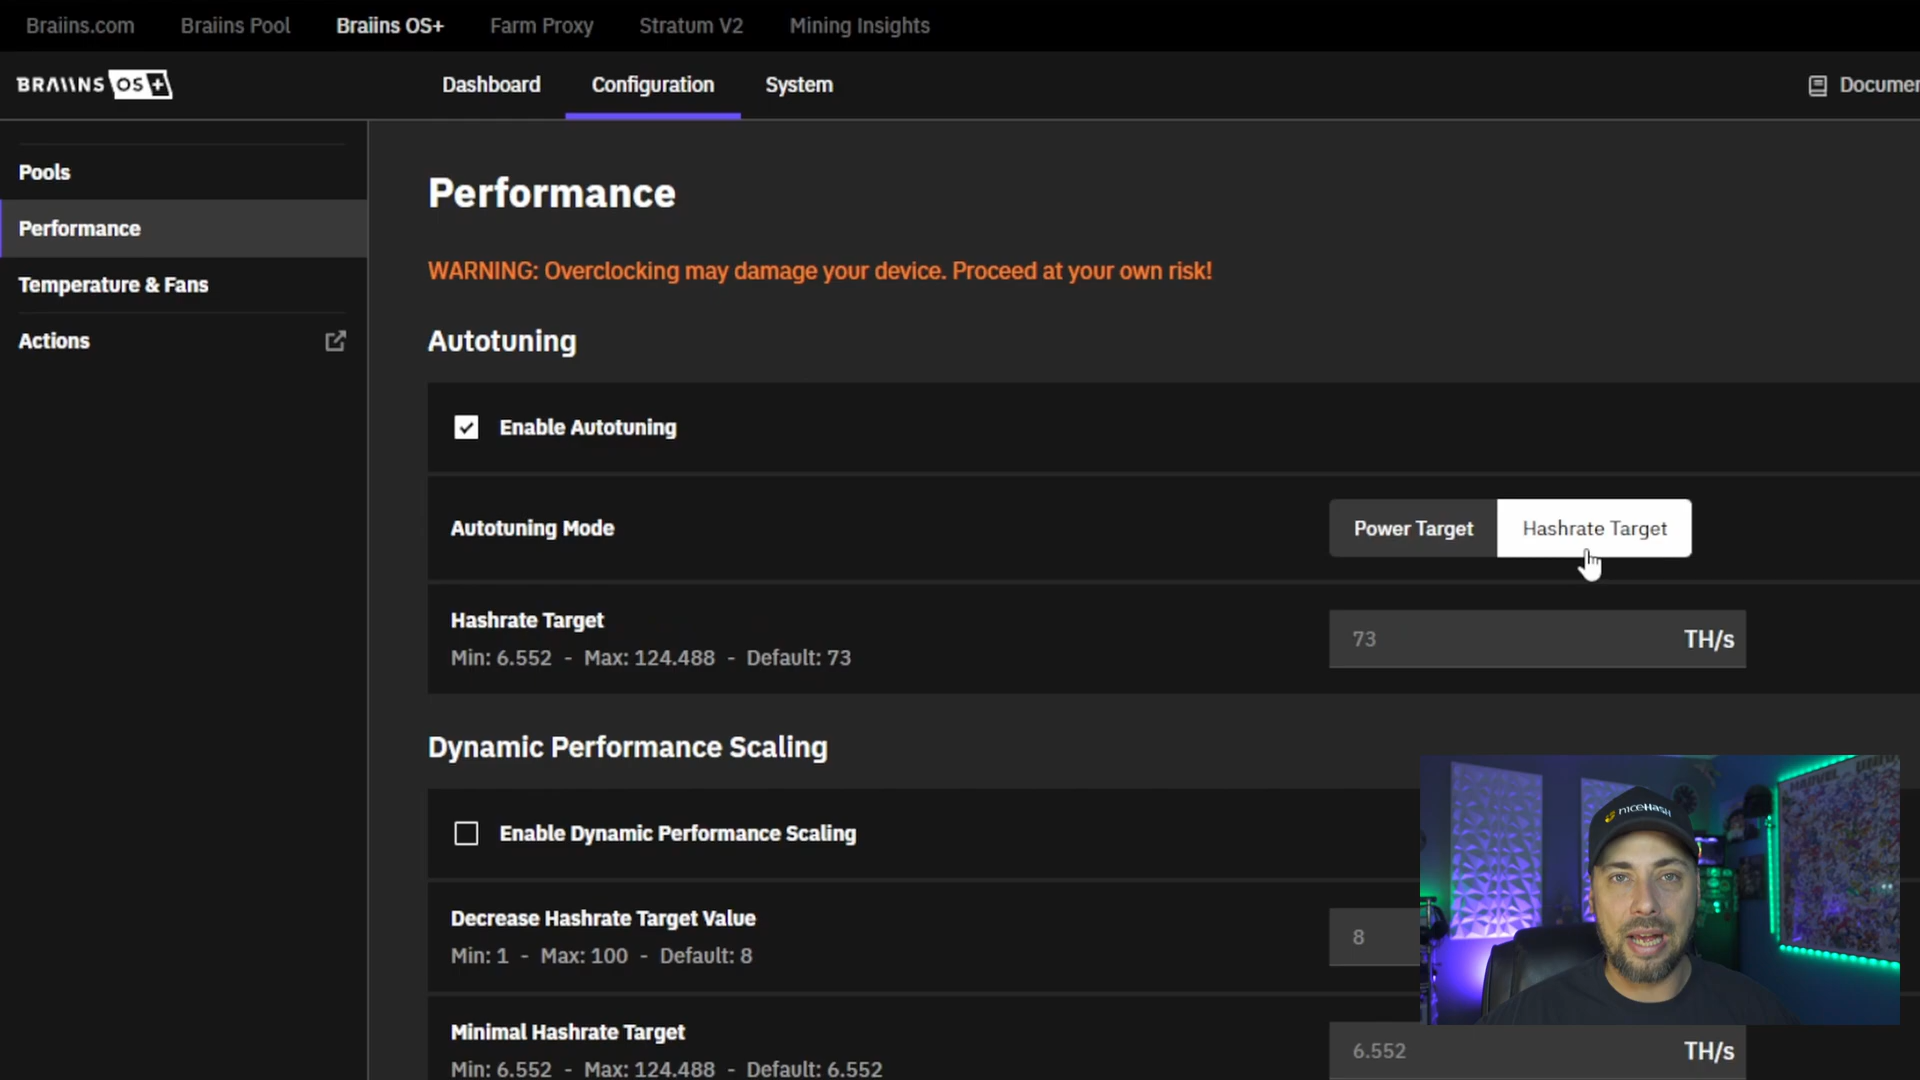 Braiins.com Braiins Pool Braiins OS+ Farm Proxy Stratum V2 Mining Insights
BRAIINS OS+ Dashboard Configuration System Documen
Pools
Performance
Temperature & Fans
Actions
Performance
WARNING: Overclocking may damage your device. Proceed at your own risk!
Autotuning
Enable Autotuning
Autotuning Mode Power Target Hashrate Target
Hashrate Target
Min: 6.552 - Max: 124.488 - Default: 73
73 TH/s
Dynamic Performance Scaling
Enable Dynamic Performance Scaling
Decrease Hashrate Target Value
Min: 1 - Max: 100 - Default: 8
8
Minimal Hashrate Target
Min: 6.552 - Max: 124.488 - Default: 6.552
6.552 TH/s
niceHash
MARVEL